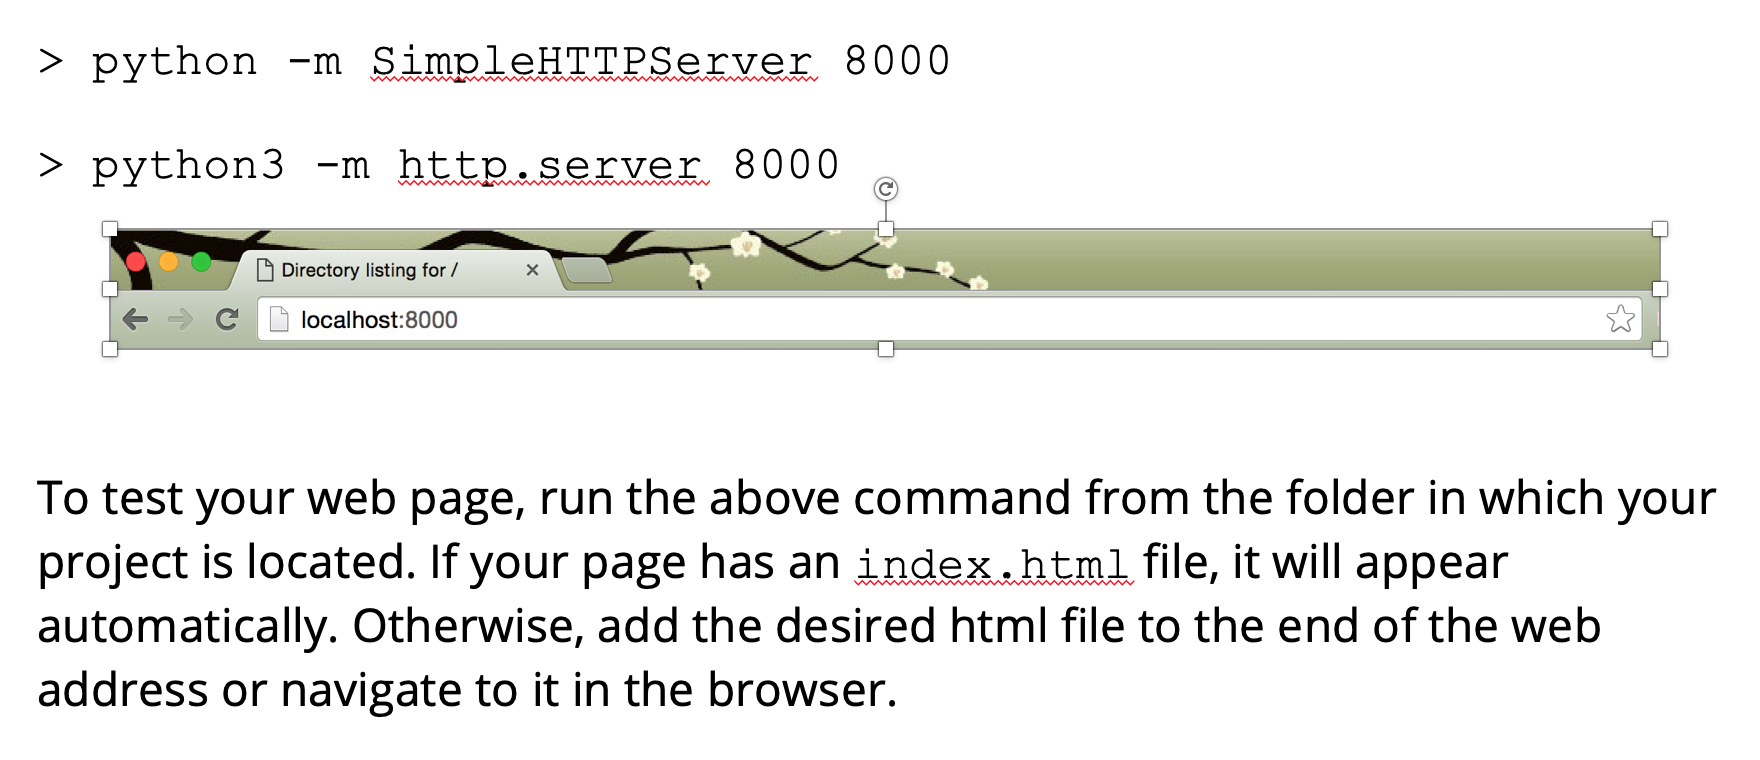 > python -m SimpleHTTPServer 8000
> python3 -m http.server 8000
Directory listing for /
localhost:8000
To test your web page, run the above command from the folder in which your
project is located. If your page has an index.html file, it will appear
automatically. Otherwise, add the desired html file to the end of the web
address or navigate to it in the browser.